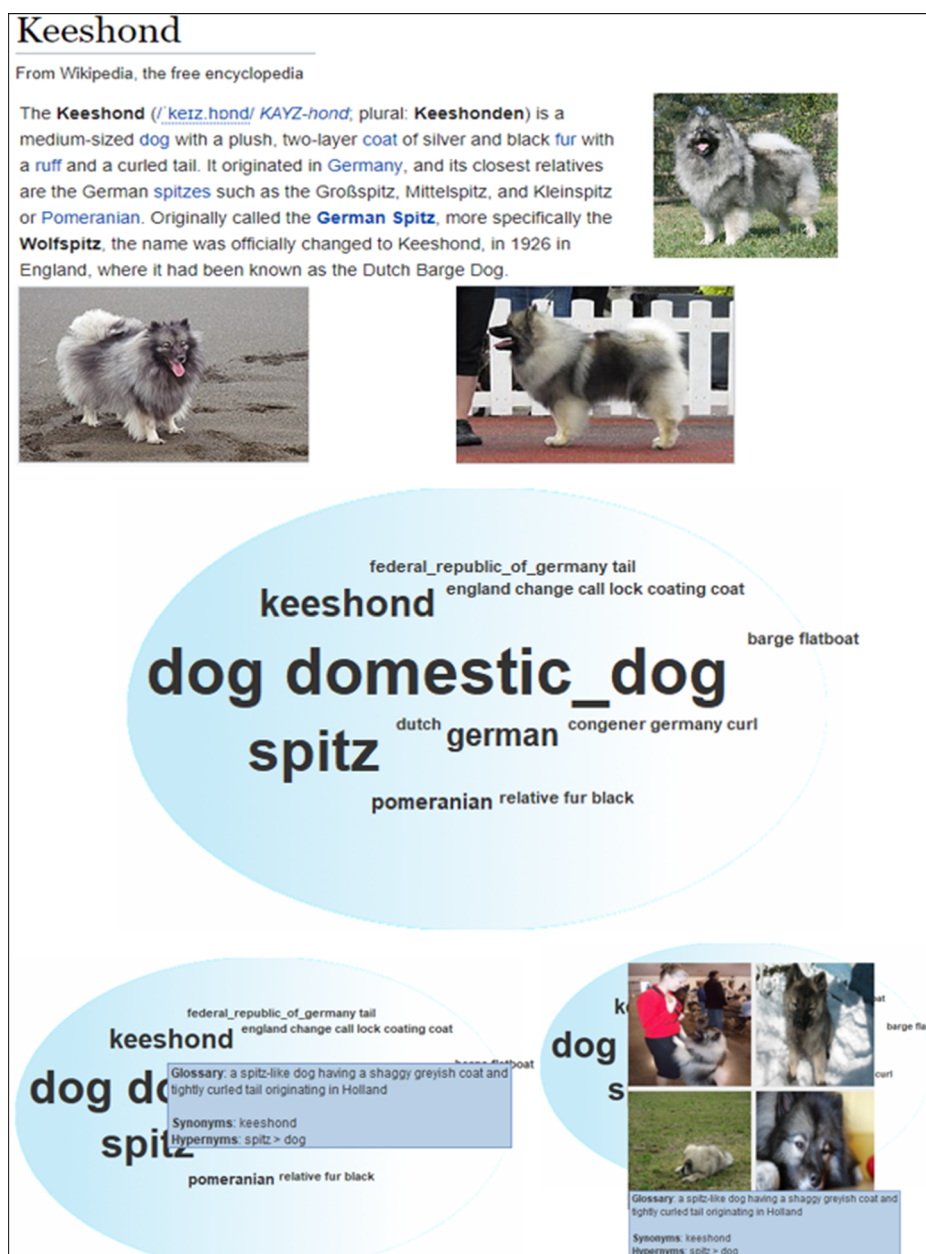 Keeshond
From Wikipedia, the free encyclopedia
The Keeshond (/ˈkeɪz.hɒnd/ KAYZ-hond; plural: Keeshonden) is a
medium-sized dog with a plush, two-layer coat of silver and black fur with
a ruff and a curled tail. It originated in Germany, and its closest relatives
are the German spitzes such as the Großspitz, Mittelspitz, and Kleinspitz
or Pomeranian. Originally called the German Spitz, more specifically the
Wolfspitz, the name was officially changed to Keeshond, in 1926 in
England, where it had been known as the Dutch Barge Dog.
federal_republic_of_germany tail
keeshond england change call lock coating coat
barge flatboat
dog domestic_dog
spitz dutch german congener germany curl
pomeranian relative fur black
federal_republic_of_germany tail
keeshond england change call lock coating coat
barge flatboat
dog do
Glossary: a spitz-like dog having a shaggy greyish coat and
tightly curled tail originating in Holland
Synonyms: keeshond
Hypernyms: spitz > dog
spitz
pomeranian relative fur black
k
at
barge fla
dog
curl
s
Glossary: a spitz-like dog having a shaggy greyish coat and
tightly curled tail originating in Holland
Synonyms: keeshond
Hypernyms: spitz > dog